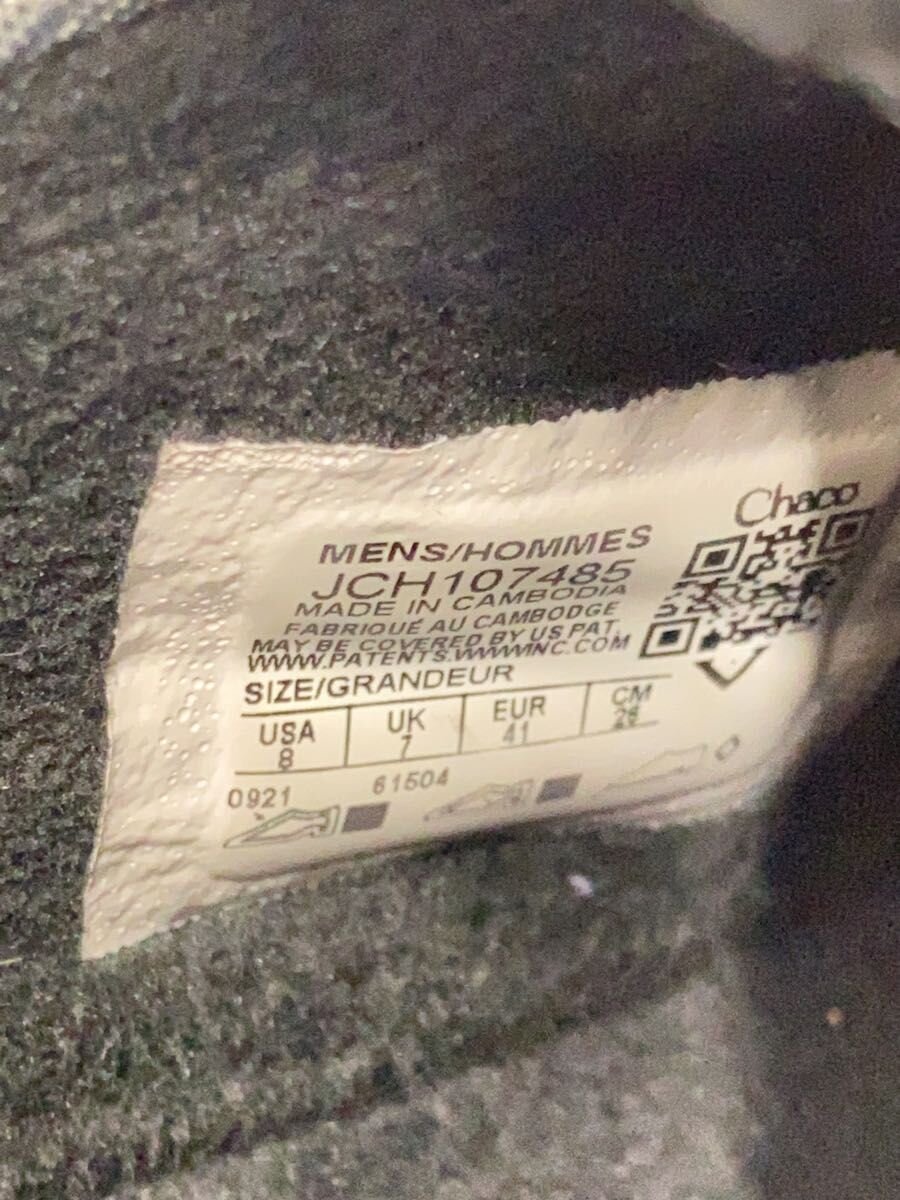 Chaco
MENS/HOMMES
JCH107485
MADE IN CAMBODIA
FABRIQUÉ AU CAMBODGE
MAY BE COVERED BY US PAT.
WWW.PATENTS.WWWINC.COM
SIZE/GRANDEUR
USA UK EUR CM
8 7 41 26
0921 61504